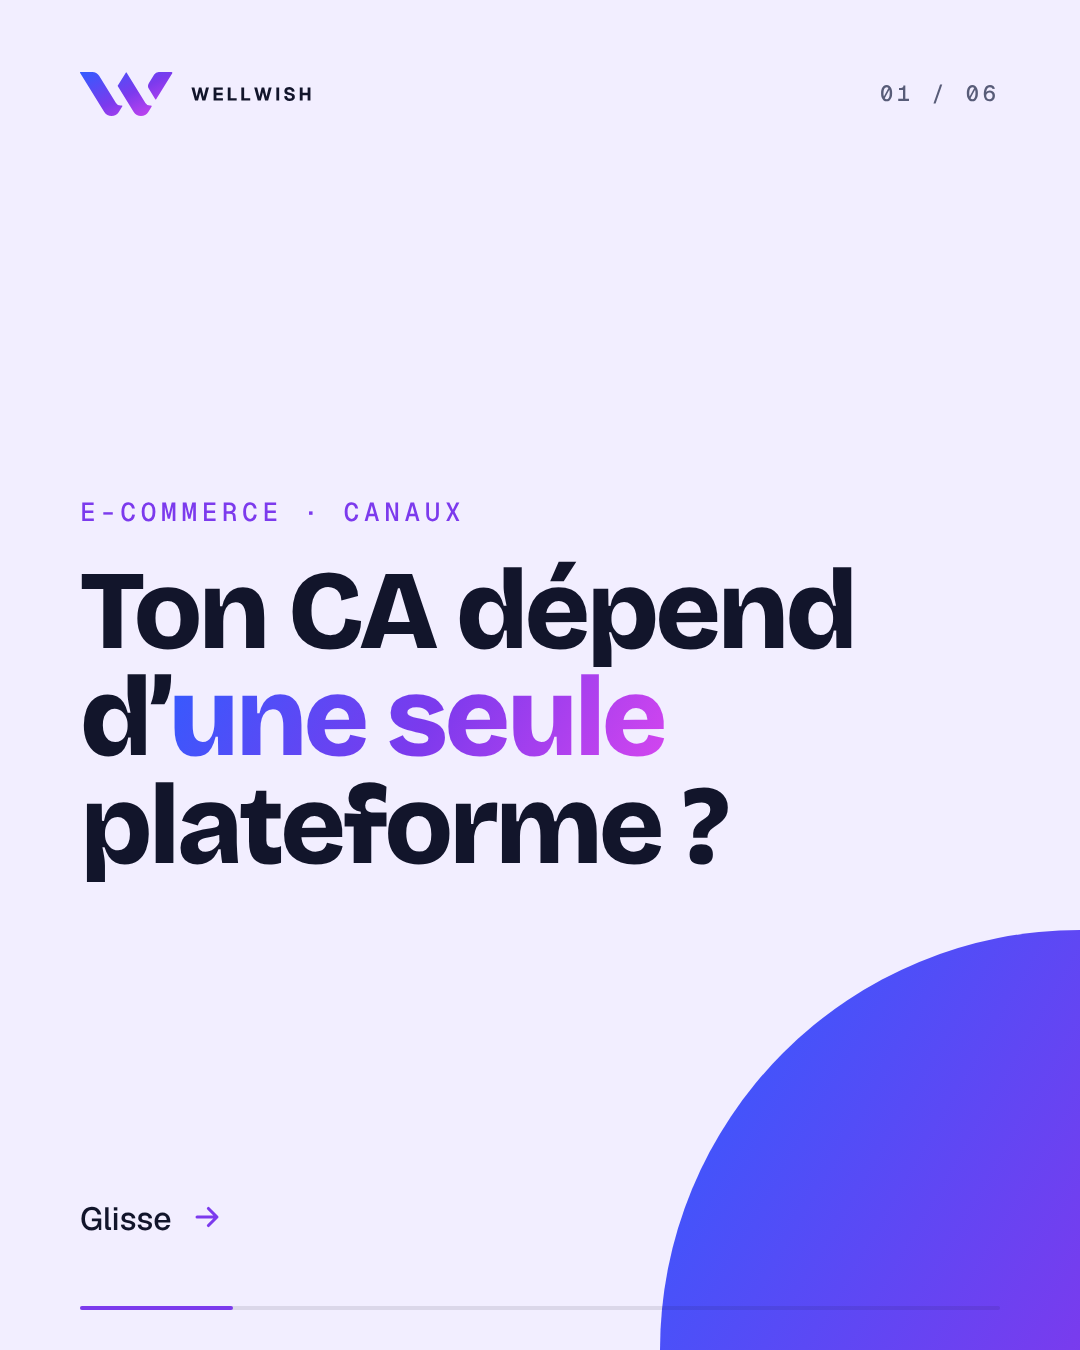 WELLWISH
01 / 06
E-COMMERCE · CANAUX
Ton CA dépend
d’une seule
plateforme ?
Glisse →